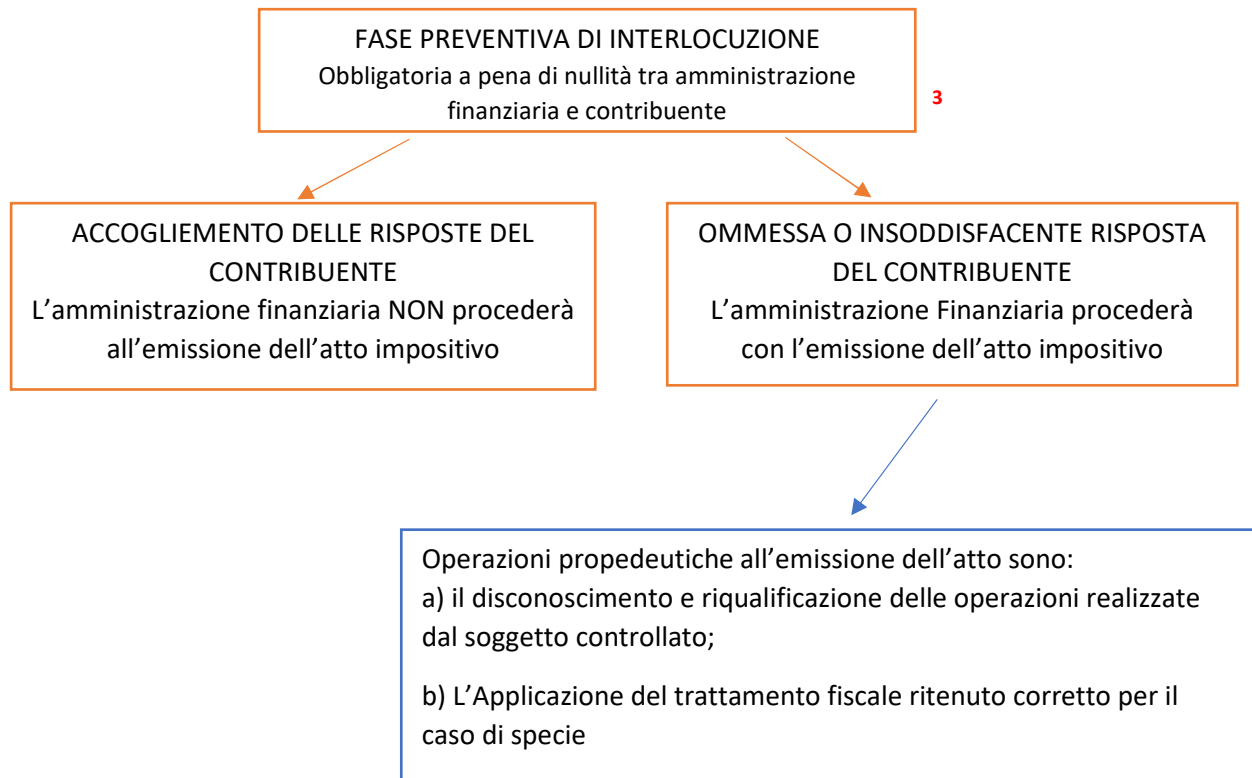 FASE PREVENTIVA DI INTERLOCUZIONE
Obbligatoria a pena di nullità tra amministrazione
finanziaria e contribuente
3
ACCOGLIEMENTO DELLE RISPOSTE DEL
CONTRIBUENTE
L’amministrazione finanziaria NON procederà
all’emissione dell’atto impositivo
OMMESSA O INSODDISFACENTE RISPOSTA
DEL CONTRIBUENTE
L’amministrazione Finanziaria procederà
con l’emissione dell’atto impositivo
Operazioni propedeutiche all’emissione dell’atto sono:
a) il disconoscimento e riqualificazione delle operazioni realizzate
dal soggetto controllato;
b) L’Applicazione del trattamento fiscale ritenuto corretto per il
caso di specie